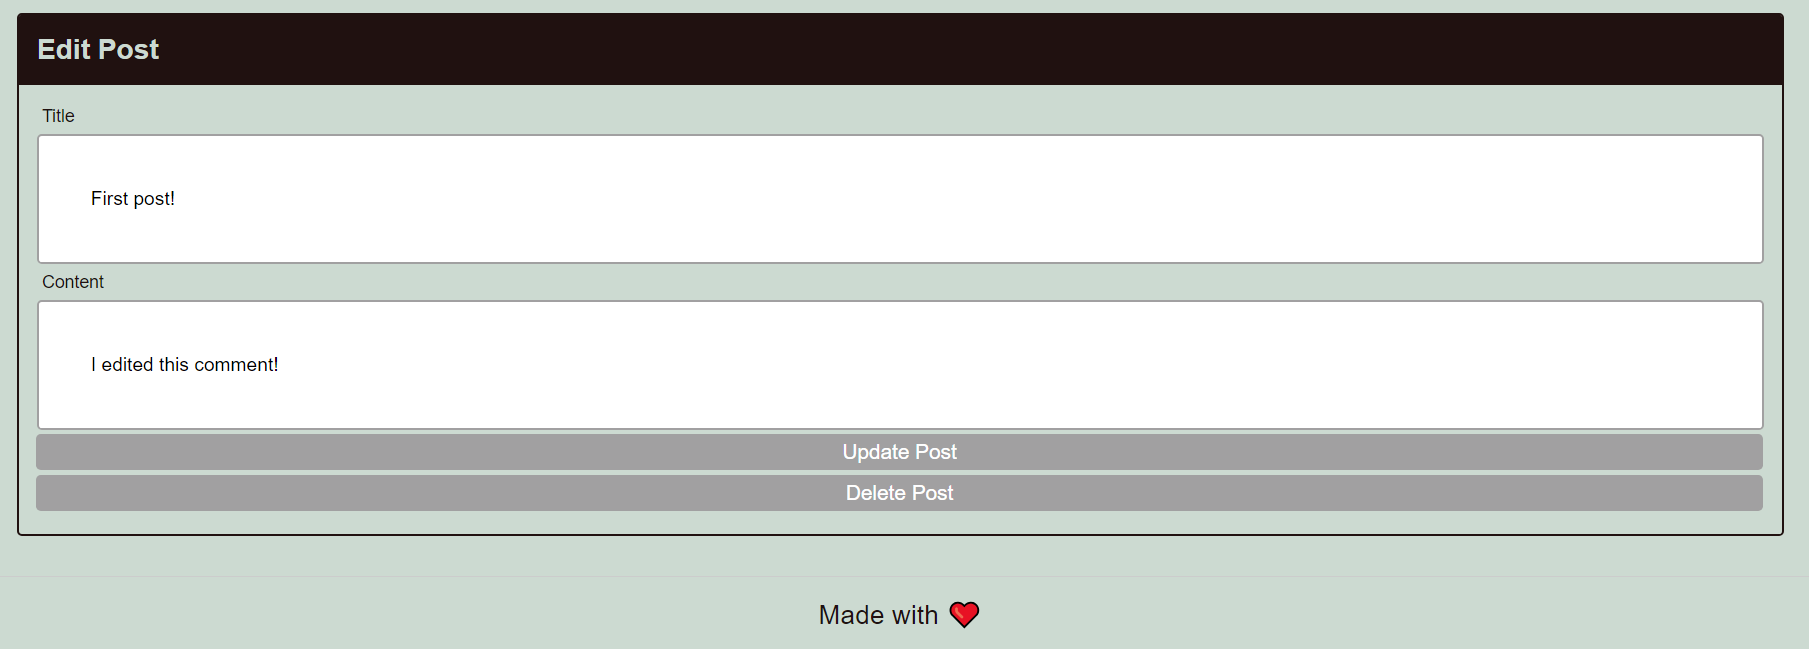 Edit Post
Title
First post!
Content
I edited this comment!
Update Post
Delete Post
Made with ❤️